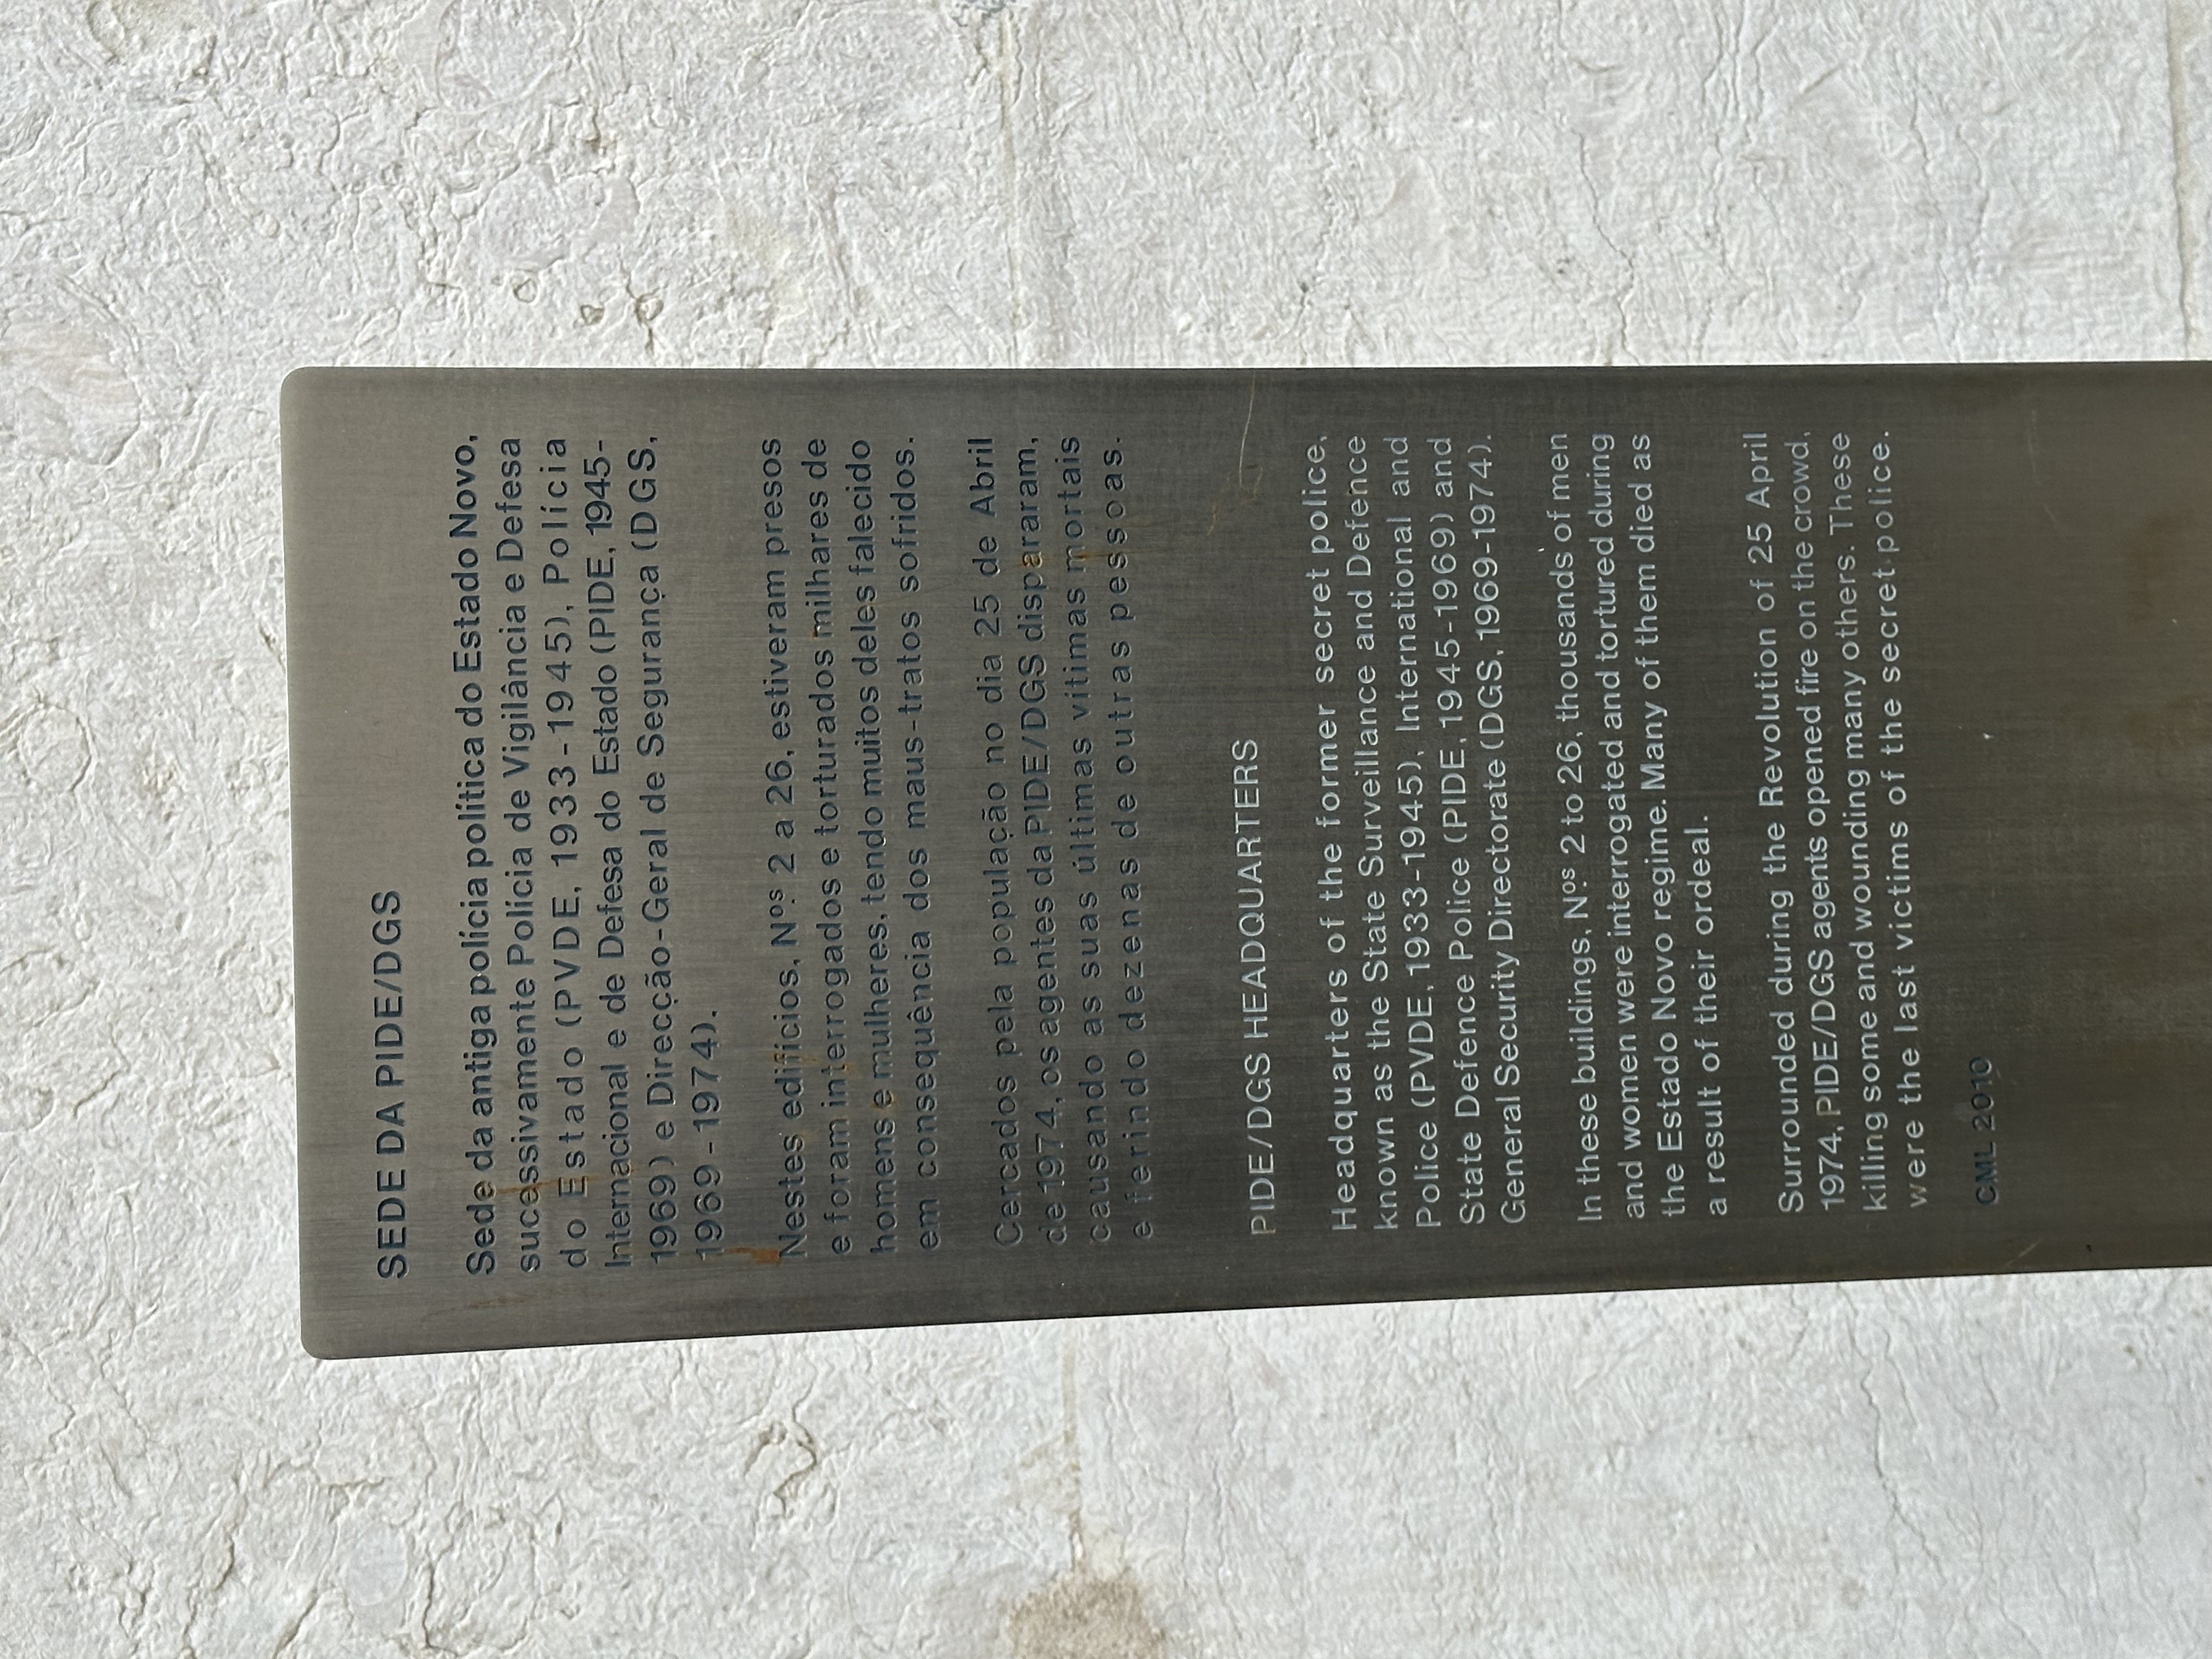 SEDE DA PIDE/DGS
Sede da antiga polícia política do Estado Novo,
sucessivamente Polícia de Vigilância e Defesa
do Estado (PVDE, 1933-1945), Polícia
Internacional e de Defesa do Estado (PIDE, 1945-
1969) e Direcção-Geral de Segurança (DGS,
1969-1974).
Nestes edifícios, N.ºs 2 a 26, estiveram presos
e foram interrogados e torturados milhares de
homens e mulheres, tendo muitos deles falecido
em consequência dos maus-tratos sofridos.
Cercados pela população no dia 25 de Abril
de 1974, os agentes da PIDE/DGS dispararam,
causando as suas últimas vítimas mortais
e ferindo dezenas de outras pessoas.
PIDE/DGS HEADQUARTERS
Headquarters of the former secret police,
known as the State Surveillance and Defence
Police (PVDE, 1933-1945), International and
State Defence Police (PIDE, 1945-1969) and
General Security Directorate (DGS, 1969-1974).
In these buildings, N.ºs 2 to 26, thousands of men
and women were interrogated and tortured during
the Estado Novo regime. Many of them died as
a result of their ordeal.
Surrounded during the Revolution of 25 April
1974, PIDE/DGS agents opened fire on the crowd,
killing some and wounding many others. These
were the last victims of the secret police.
CML 2010